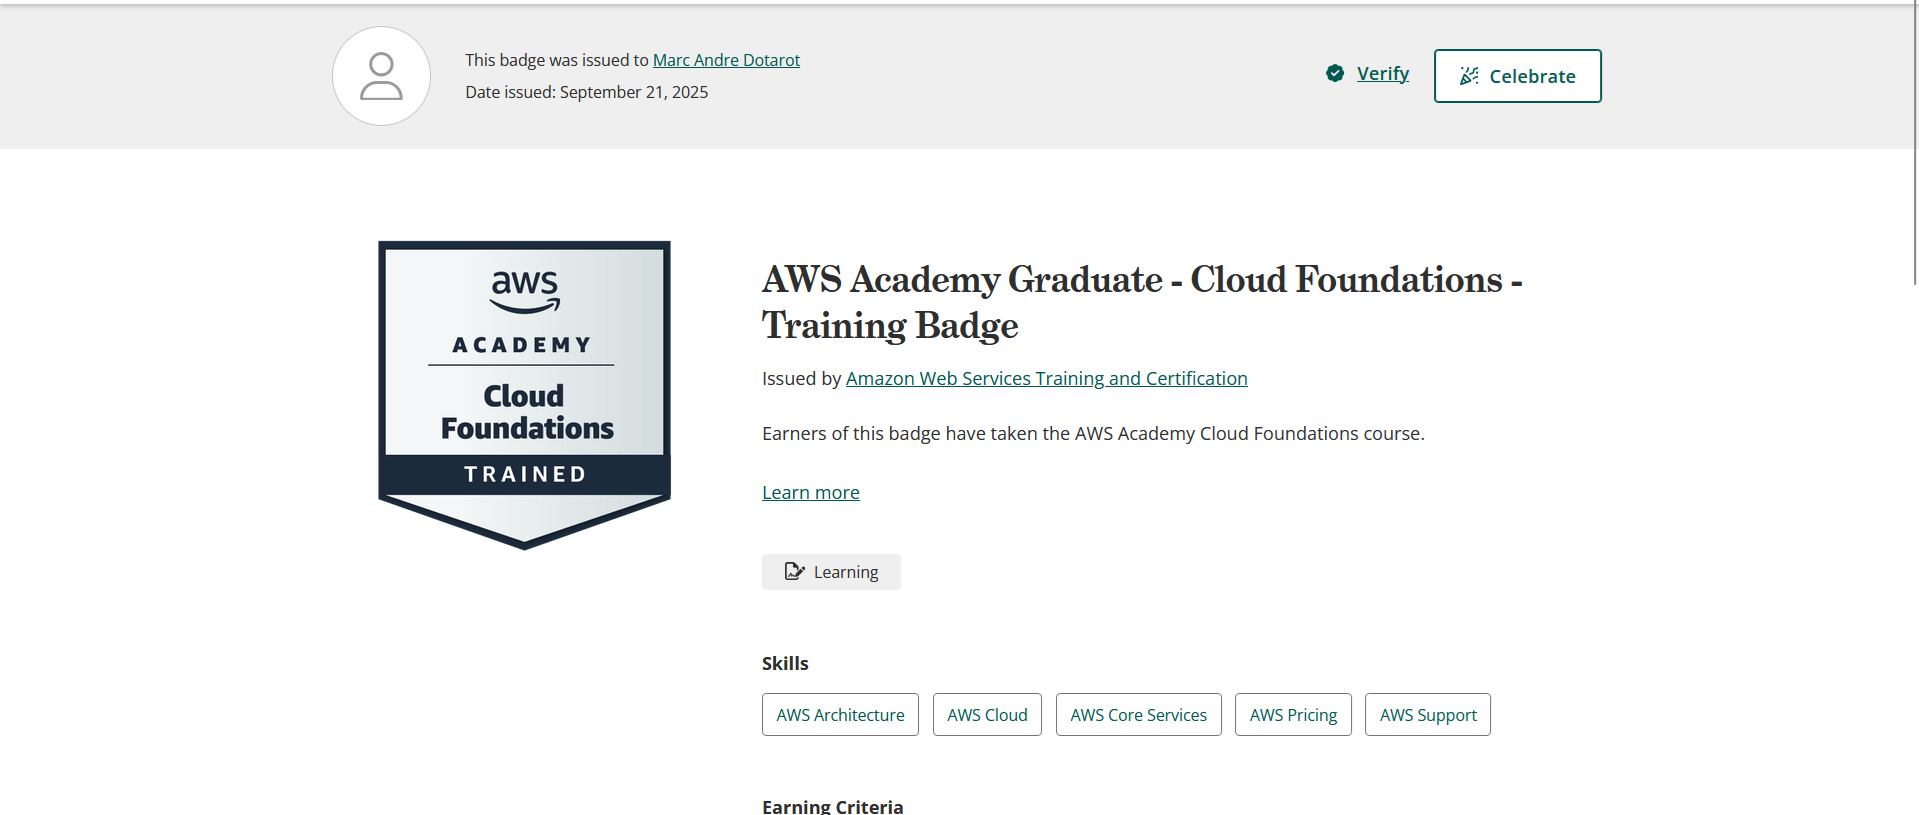 This badge was issued to Marc Andre Dotarot
Date issued: September 21, 2025
Verify
Celebrate
aws
ACADEMY
Cloud
Foundations
TRAINED
AWS Academy Graduate - Cloud Foundations -
Training Badge
Issued by Amazon Web Services Training and Certification
Earners of this badge have taken the AWS Academy Cloud Foundations course.
Learn more
Learning
Skills
AWS Architecture
AWS Cloud
AWS Core Services
AWS Pricing
AWS Support
Earning Criteria